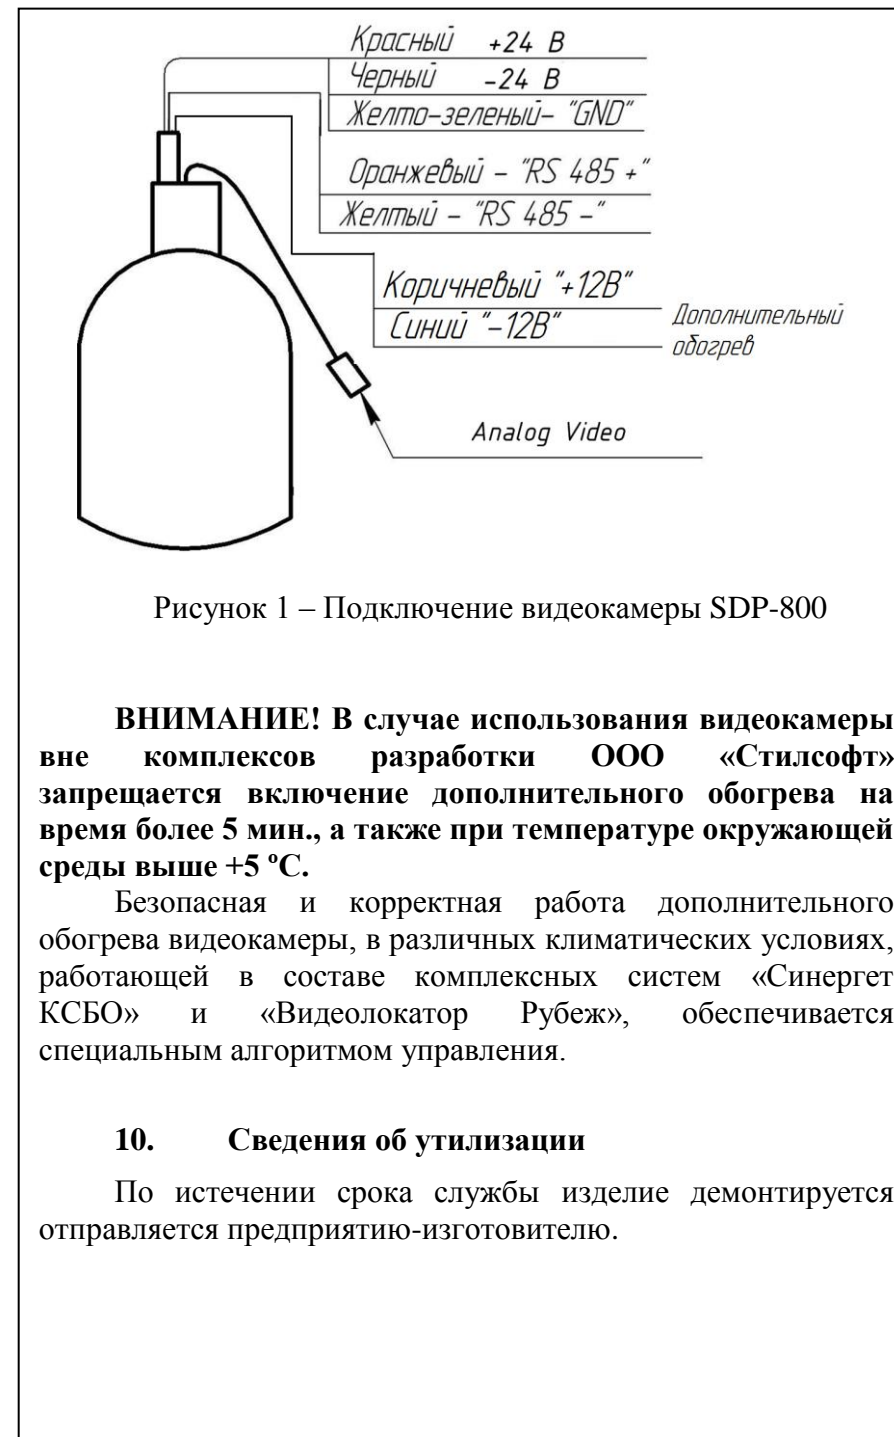 Красный +24 В
Черный -24 В
Желто-зеленый- "GND"
Оранжевый - "RS 485 +"
Желтый - "RS 485 -"
Коричневый "+12В"
Синий "-12В"
Дополнительный
обогрев
Analog Video
Рисунок 1 – Подключение видеокамеры SDP-800
ВНИМАНИЕ! В случае использования видеокамеры
вне комплексов разработки ООО «Стилсофт»
запрещается включение дополнительного обогрева на
время более 5 мин., а также при температуре окружающей
среды выше +5 ºС.
Безопасная и корректная работа дополнительного
обогрева видеокамеры, в различных климатических условиях,
работающей в составе комплексных систем «Синергет
КСБО» и «Видеолокатор Рубеж», обеспечивается
специальным алгоритмом управления.
10. Сведения об утилизации
По истечении срока службы изделие демонтируется
отправляется предприятию-изготовителю.